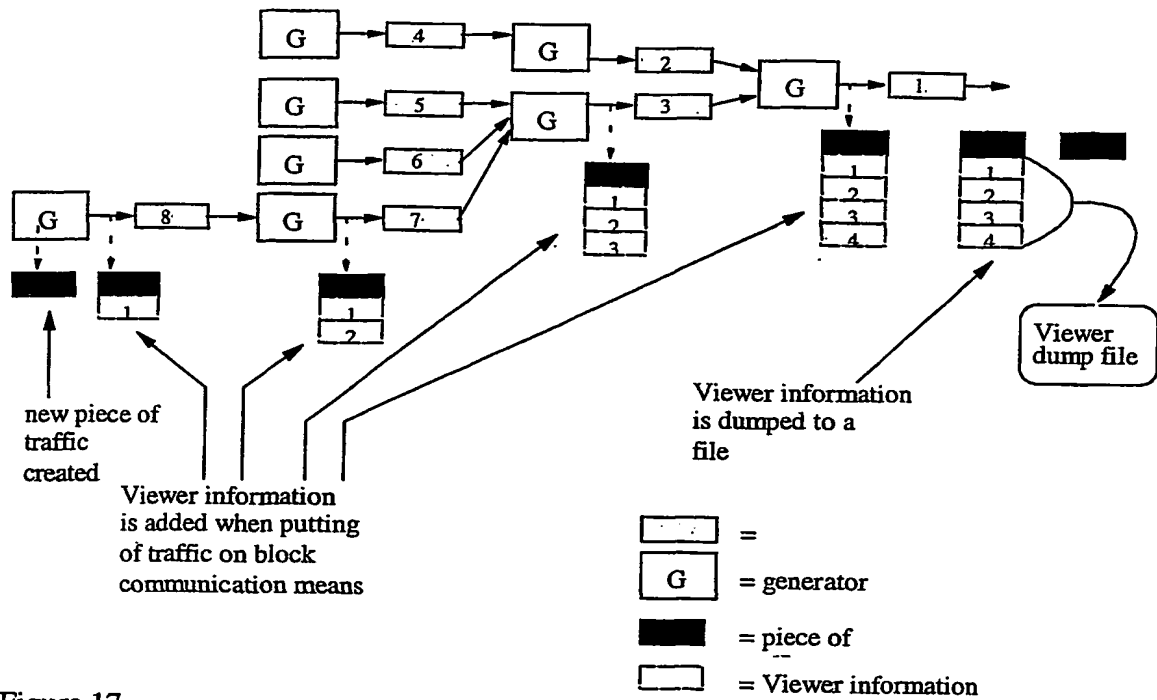 G 4 G 2 G 1.
G 5 G 3
G 6
G 8 G 7
1
1 2
1 2 3
1 2 3 4
1 2 3 4
new piece of
traffic
created
Viewer information
is added when putting
of traffic on block
communication means
Viewer information
is dumped to a
file
Viewer
dump file
=
G = generator
= piece of
= Viewer information
Figure 17